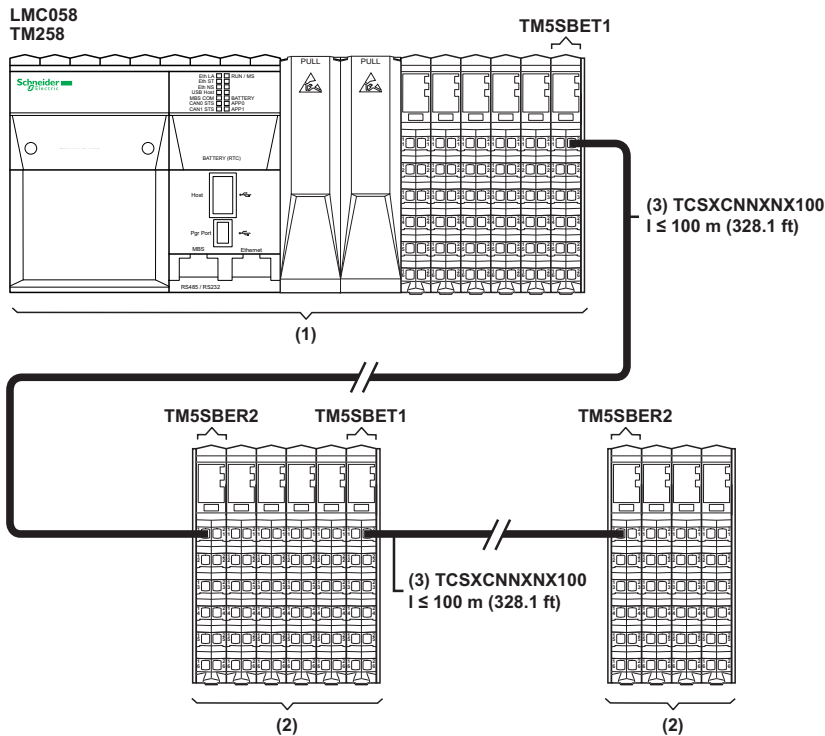 LMC058
TM258
TM5SBET1
Schneider
Electric
Eth LA RUN / MS
Eth ST
Eth NS
USB Host
MBS COM BATTERY
CAN0 STS APP0
CAN1 STS APP1
PULL
PULL
BATTERY (RTC)
Host
Pgr Port
MBS Ethernet
RS485 / RS232
(3) TCSXCNNXNX100
l ≤ 100 m (328.1 ft)
(1)
TM5SBER2
TM5SBET1
TM5SBER2
(3) TCSXCNNXNX100
l ≤ 100 m (328.1 ft)
(2)
(2)